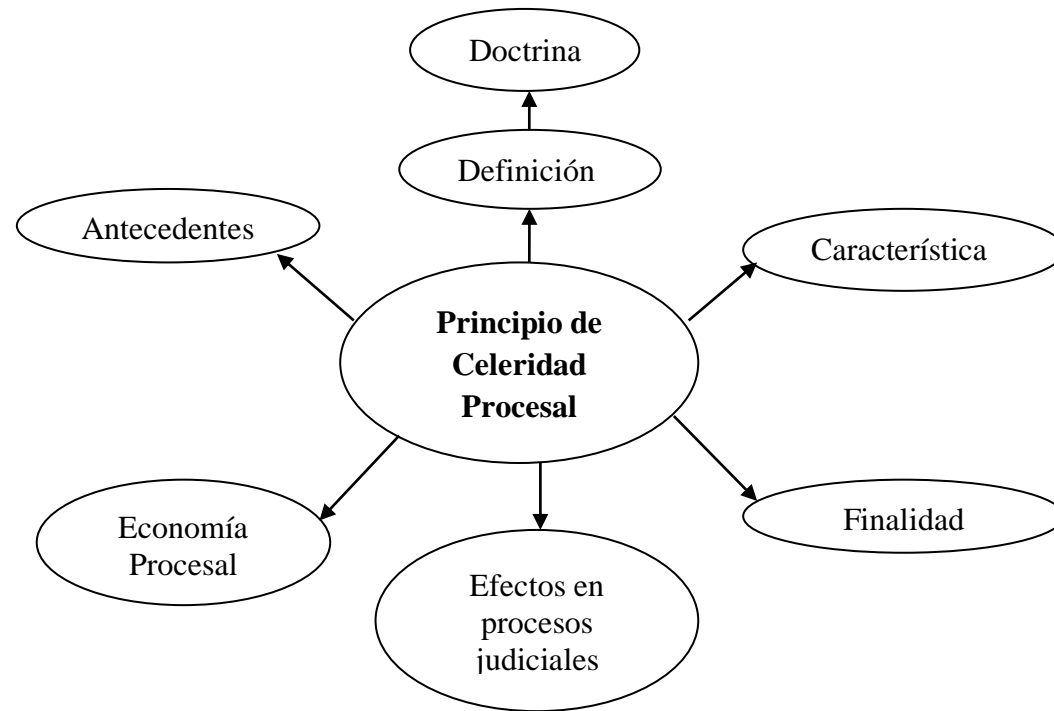 Doctrina
Definición
Antecedentes
Característica
Principio de
Celeridad
Procesal
Economía
Procesal
Finalidad
Efectos en
procesos
judiciales